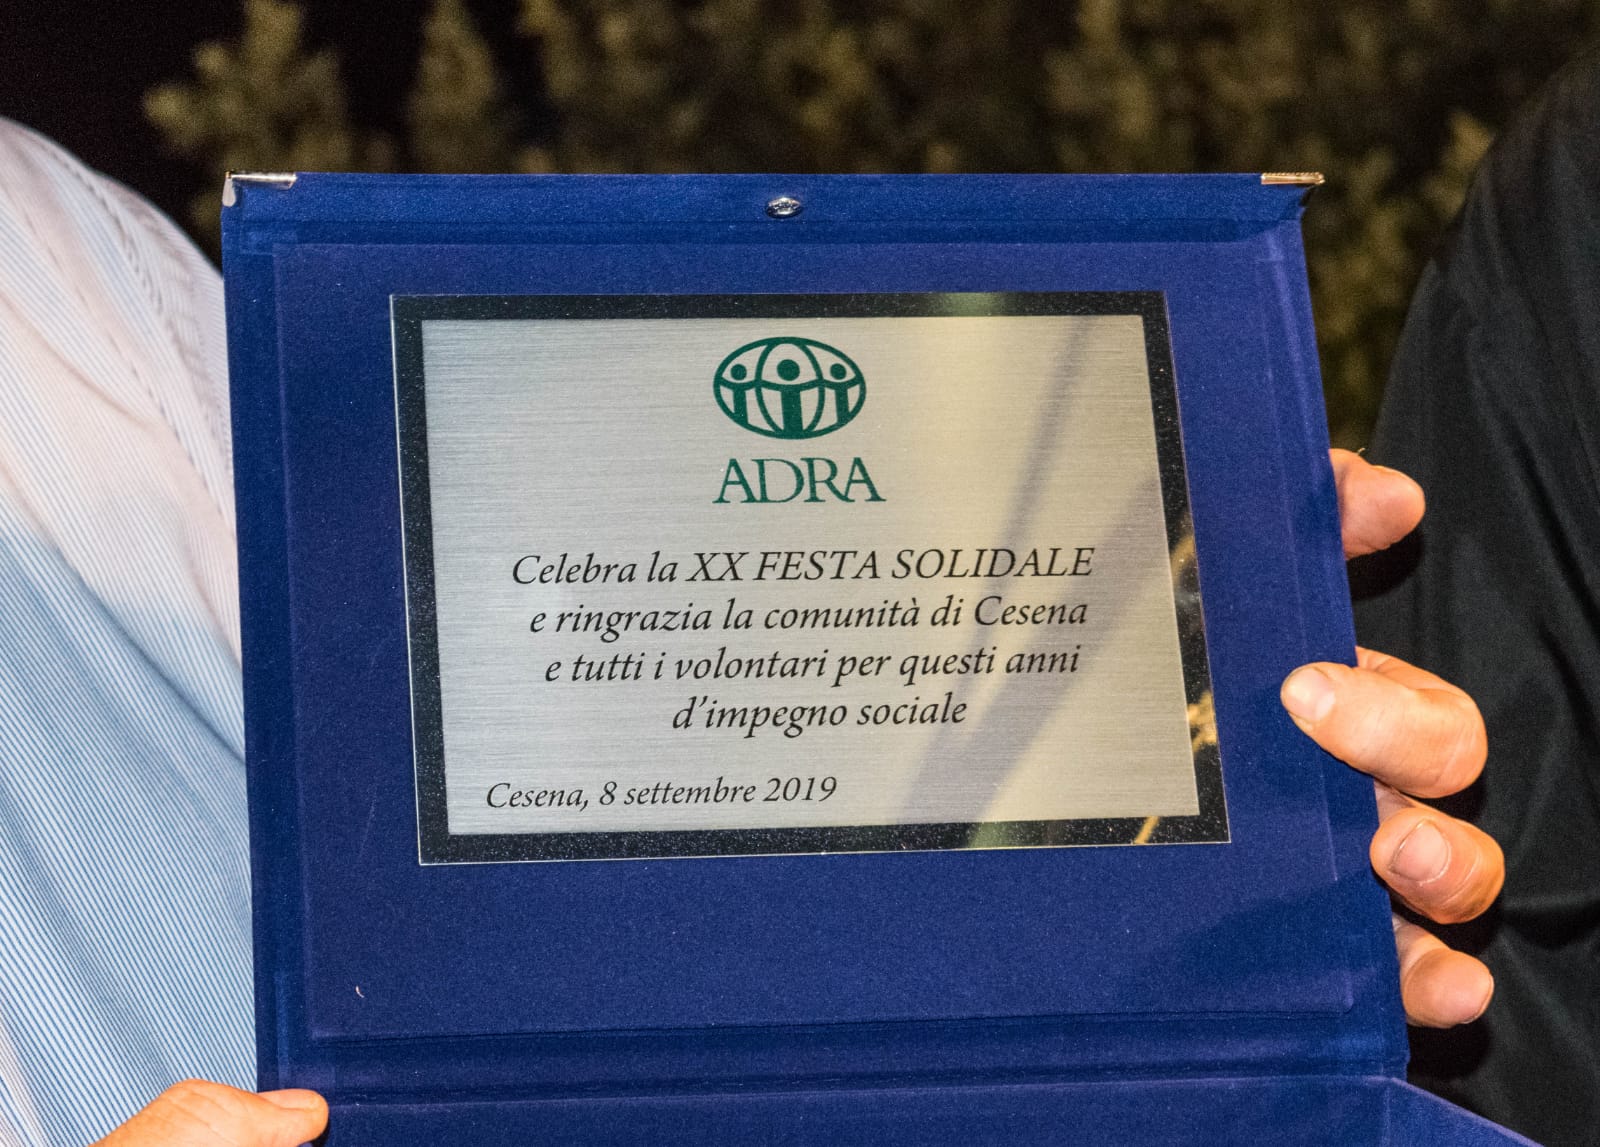 ADRA
Celebra la XX FESTA SOLIDALE
e ringrazia la comunità di Cesena
e tutti i volontari per questi anni
d'impegno sociale
Cesena, 8 settembre 2019